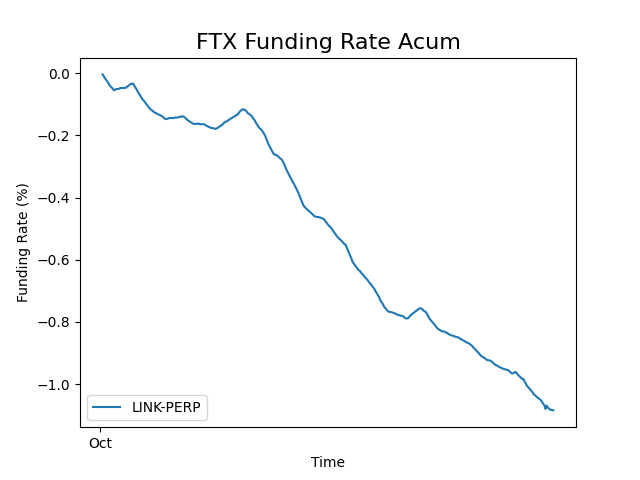 FTX Funding Rate Acum
Funding Rate (%)
0.0
−0.2
−0.4
−0.6
−0.8
−1.0
LINK-PERP
Oct
Time